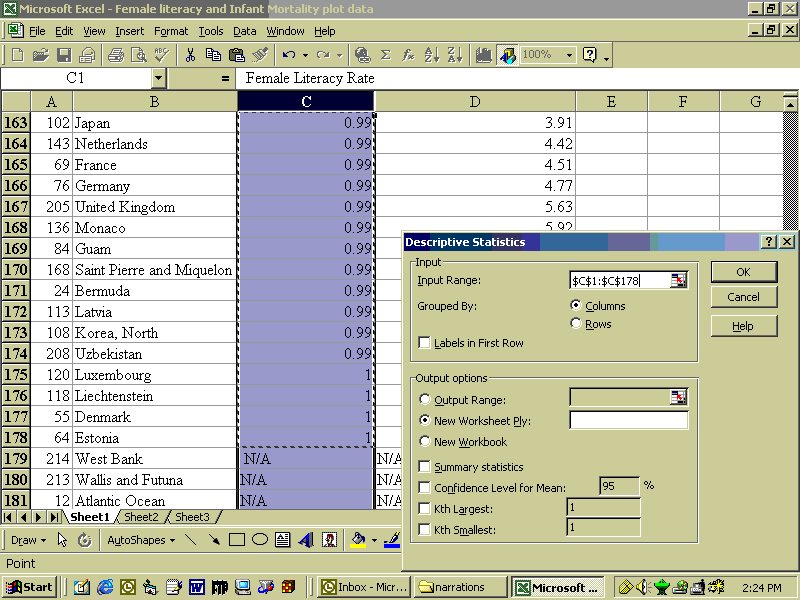 Microsoft Excel - Female literacy and Infant Mortality plot data
File Edit View Insert Format Tools Data Window Help
100%
C1 = Female Literacy Rate
A B C D E F G
163 102 Japan 0.99 3.91
164 143 Netherlands 0.99 4.42
165 69 France 0.99 4.51
166 76 Germany 0.99 4.77
167 205 United Kingdom 0.99 5.63
168 136 Monaco 0.99 5.92
169 84 Guam 0.99
170 168 Saint Pierre and Miquelon 0.99
171 24 Bermuda 0.99
172 113 Latvia 0.99
173 108 Korea, North 0.99
174 208 Uzbekistan 0.99
175 120 Luxembourg 1
176 118 Liechtenstein 1
177 55 Denmark 1
178 64 Estonia 1
179 214 West Bank N/A N/A
180 213 Wallis and Futuna N/A N/A
181 12 Atlantic Ocean N/A N/A
Descriptive Statistics
Input
Input Range: $C$1:$C$178
Grouped By: Columns
Rows
Labels in First Row
OK
Cancel
Help
Output options
Output Range:
New Worksheet Ply:
New Workbook
Summary statistics
Confidence Level for Mean: 95 %
Kth Largest: 1
Kth Smallest: 1
Sheet1 Sheet2 Sheet3
Draw AutoShapes
Point
Start Inbox - Micr... narrations Microsoft ... 2:24 PM